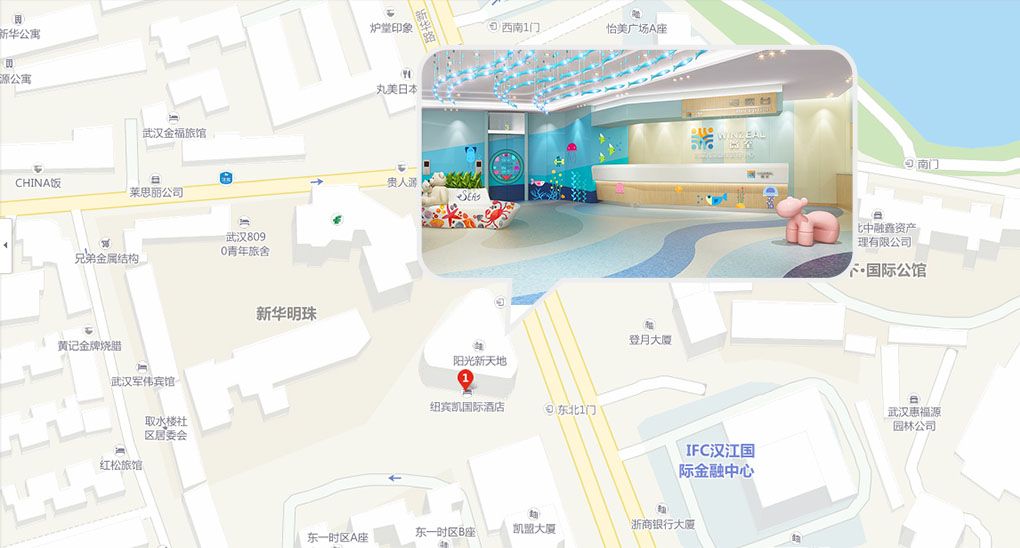 新华公寓
源公寓
炉堂印象
新华路
西南1门
怡美广场A座
丸美日本
武汉金福旅馆
CHINA饭
莱思丽公司
贵人源
WINZEAL
Seas
南门
兄弟金属结构
武汉809
0青年旅舍
北中融鑫资产
理有限公司
下·国际公馆
新华明珠
黄记金牌烧腊
武汉军伟宾馆
取水楼社
区居委会
红松旅馆
阳光新天地
1
纽宾凯国际酒店
东北1门
登月大厦
IFC汉江国
际金融中心
武汉惠福源
园林公司
东一时区A座
东一时区B座
凯盟大厦
浙商银行大厦